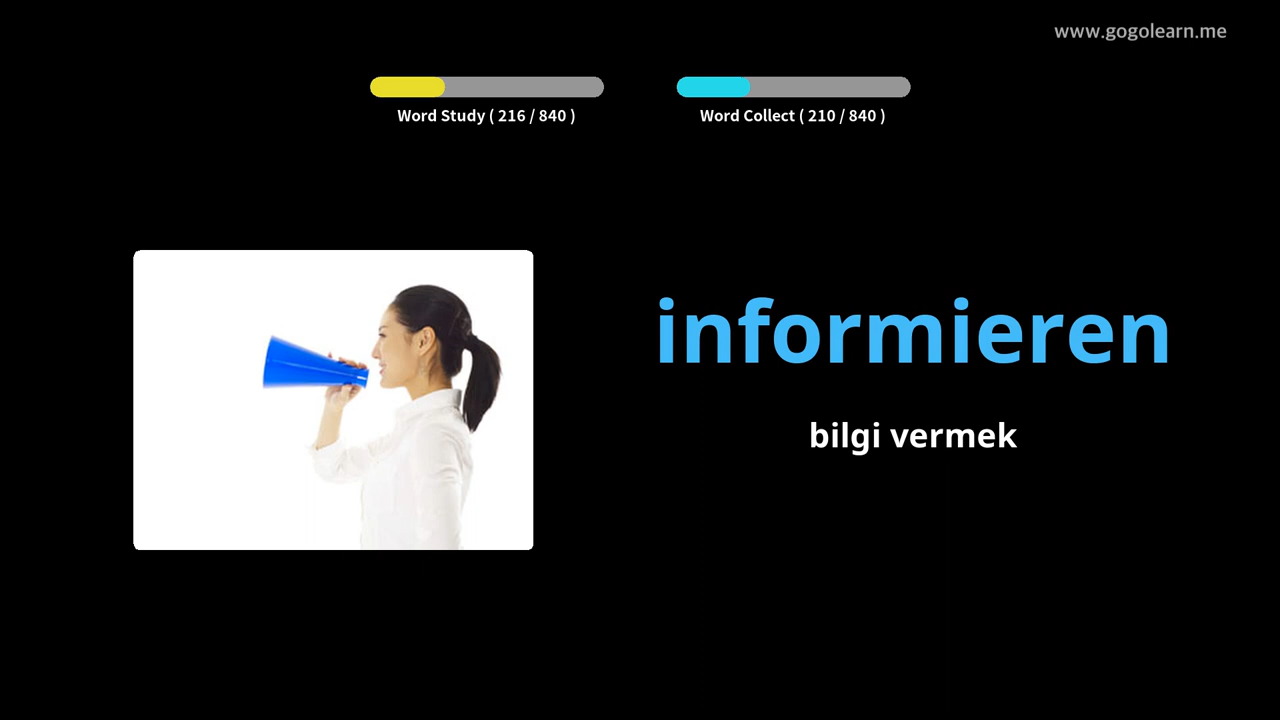 www.gogolearn.me
Word Study ( 216 / 840 )
Word Collect ( 210 / 840 )
informieren
bilgi vermek